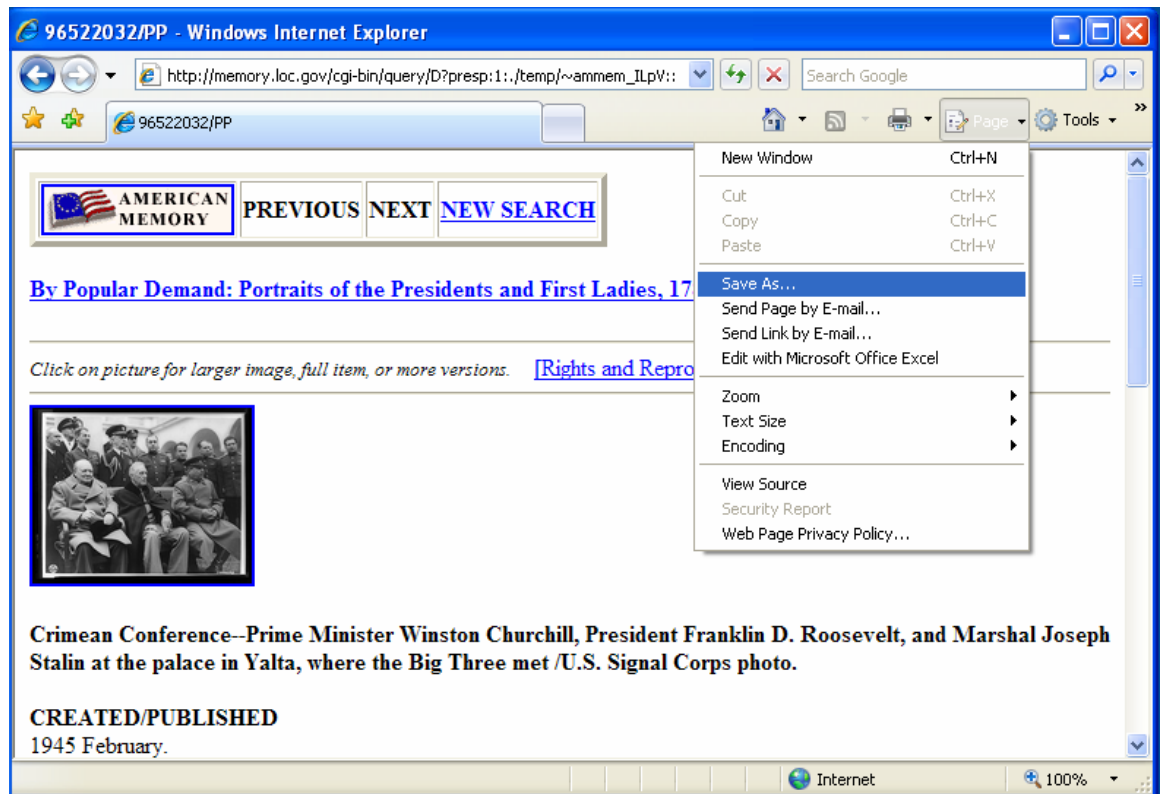 96522032/PP - Windows Internet Explorer
http://memory.loc.gov/cgi-bin/query/D?presp:1:./temp/~ammem_ILpV::
Search Google
96522032/PP
Page
Tools
»
New Window Ctrl+N
Cut Ctrl+X
Copy Ctrl+C
Paste Ctrl+V
Save As...
Send Page by E-mail...
Send Link by E-mail...
Edit with Microsoft Office Excel
Zoom
Text Size
Encoding
View Source
Security Report
Web Page Privacy Policy...
AMERICAN
MEMORY
PREVIOUS NEXT NEW SEARCH
By Popular Demand: Portraits of the Presidents and First Ladies, 17
Click on picture for larger image, full item, or more versions. [Rights and Repro
Crimean Conference--Prime Minister Winston Churchill, President Franklin D. Roosevelt, and Marshal Joseph
Stalin at the palace in Yalta, where the Big Three met /U.S. Signal Corps photo.
CREATED/PUBLISHED
1945 February.
Internet
100%